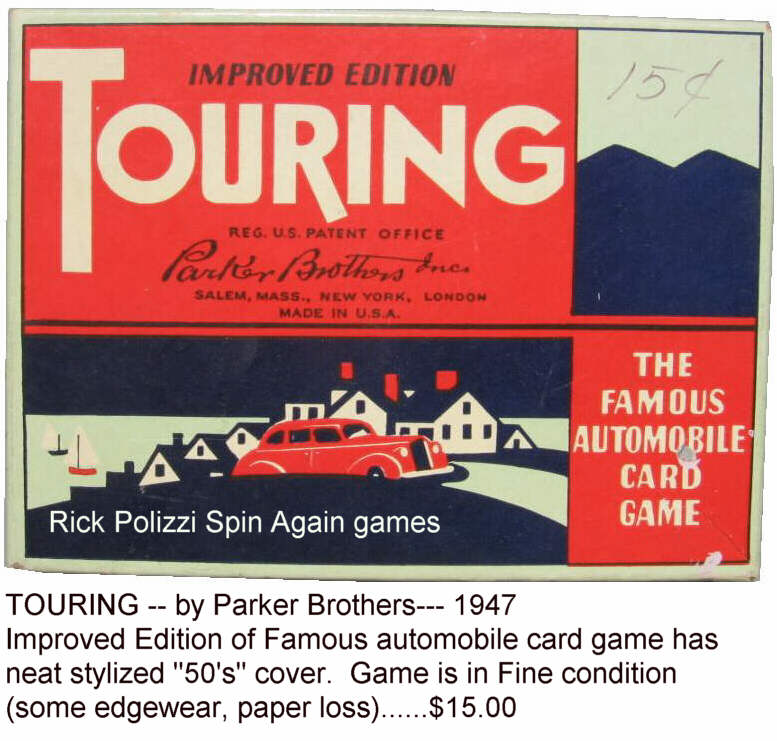 IMPROVED EDITION
15¢
TOURING
REG. U.S. PATENT OFFICE
Parker Brothers Inc.
SALEM, MASS., NEW YORK, LONDON
MADE IN U.S.A.
THE
FAMOUS
AUTOMOBILE
CARD
GAME
Rick Polizzi Spin Again games
TOURING -- by Parker Brothers--- 1947
Improved Edition of Famous automobile card game has
neat stylized "50's" cover.  Game is in Fine condition
(some edgewear, paper loss)......$15.00